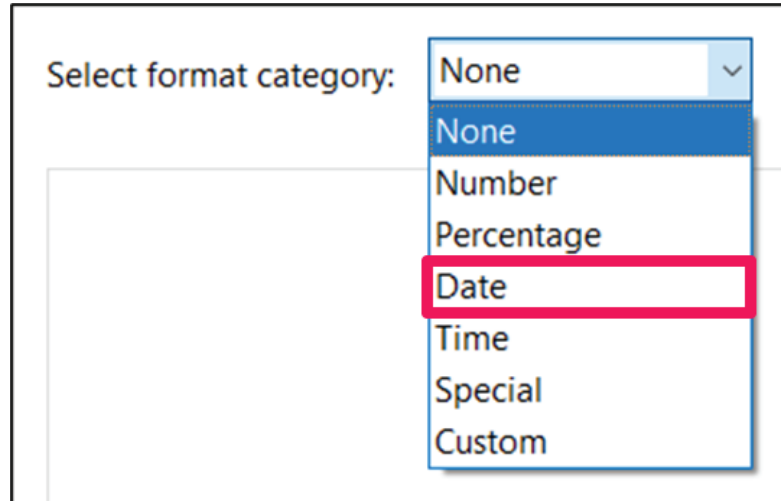 Select format category: None
None
Number
Percentage
Date
Time
Special
Custom